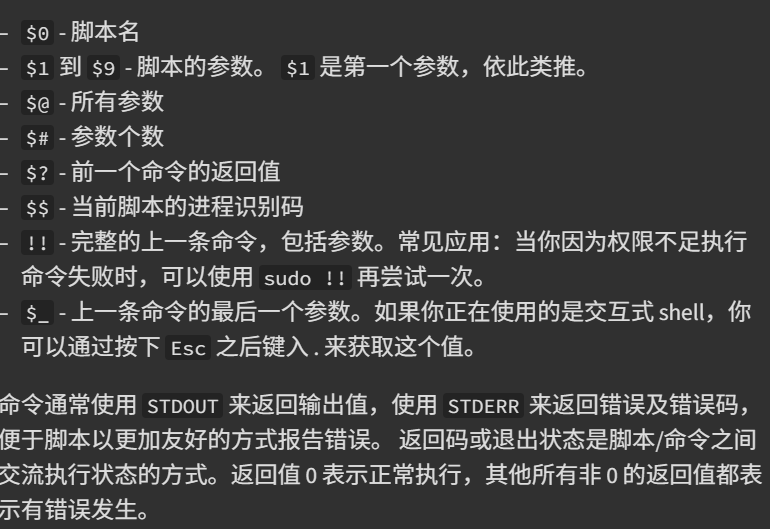 - $0 - 脚本名
- $1 到 $9 - 脚本的参数。 $1 是第一个参数，依此类推。
- $@ - 所有参数
- $# - 参数个数
- $? - 前一个命令的返回值
- $$ - 当前脚本的进程识别码
- !! - 完整的上一条命令，包括参数。常见应用：当你因为权限不足执行
命令失败时，可以使用 sudo !! 再尝试一次。
- $_ - 上一条命令的最后一个参数。如果你正在使用的是交互式 shell，你
可以通过按下 Esc 之后键入 . 来获取这个值。
命令通常使用 STDOUT 来返回输出值，使用 STDERR 来返回错误及错误码，
便于脚本以更加友好的方式报告错误。 返回码或退出状态是脚本/命令之间
交流执行状态的方式。返回值 0 表示正常执行，其他所有非 0 的返回值都表
示有错误发生。